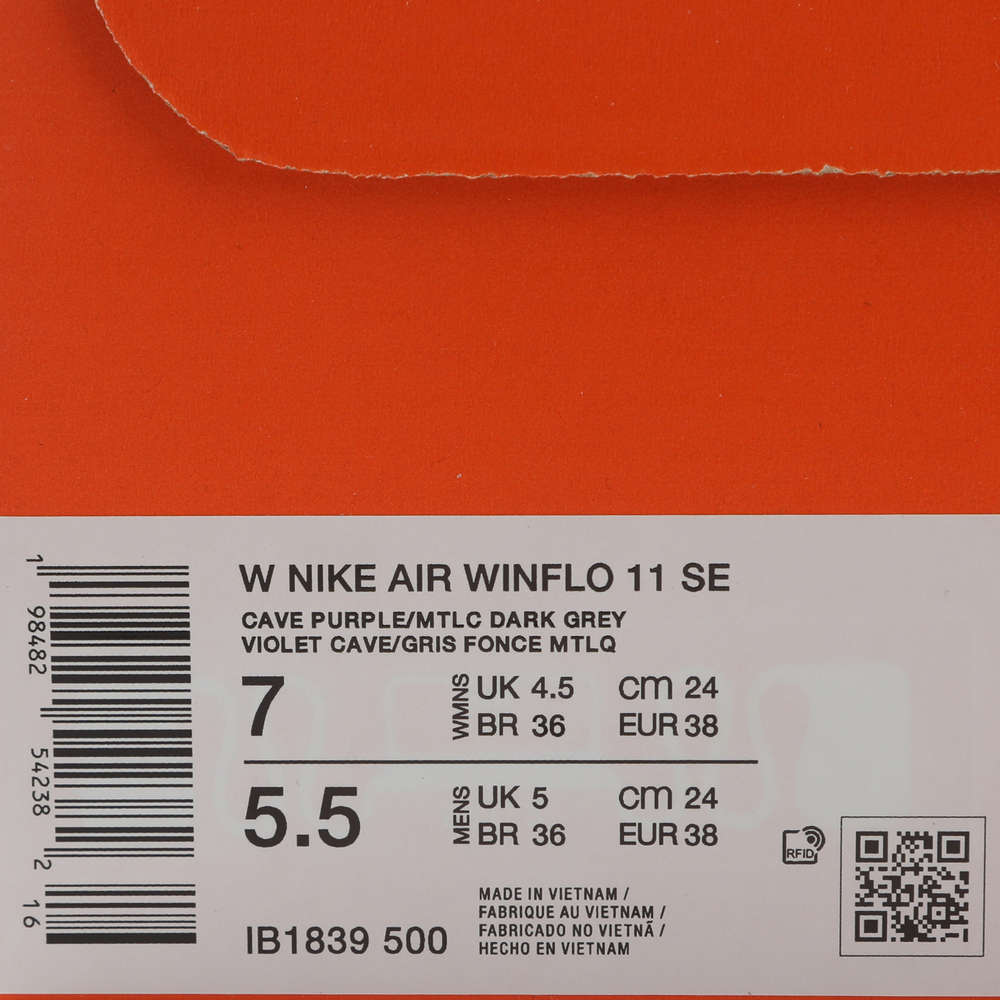 W NIKE AIR WINFLO 11 SE
CAVE PURPLE/MTLC DARK GREY
VIOLET CAVE/GRIS FONCE MTLQ
7
WMNS
UK 4.5 cm 24
BR 36 EUR 38
5.5
MENS
UK 5 cm 24
BR 36 EUR 38
IB1839 500
MADE IN VIETNAM /
FABRIQUE AU VIETNAM /
FABRICADO NO VIETNÃ /
HECHO EN VIETNAM
RFID
1 98482 54238 2 16